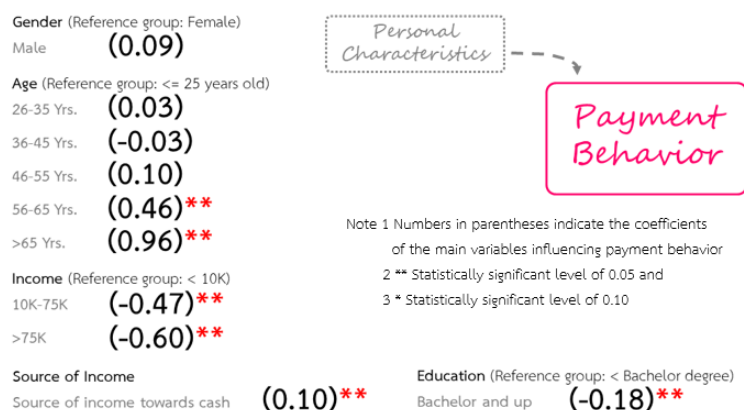 Gender (Reference group: Female)
Male (0.09)
Age (Reference group: <= 25 years old)
26-35 Yrs. (0.03)
36-45 Yrs. (-0.03)
46-55 Yrs. (0.10)
56-65 Yrs. (0.46)**
>65 Yrs. (0.96)**
Income (Reference group: < 10K)
10K-75K (-0.47)**
>75K (-0.60)**
Source of Income
Source of income towards cash (0.10)**
Personal
Characteristics
Payment
Behavior
Note 1 Numbers in parentheses indicate the coefficients
of the main variables influencing payment behavior
2 ** Statistically significant level of 0.05 and
3 * Statistically significant level of 0.10
Education (Reference group: < Bachelor degree)
Bachelor and up (-0.18)**